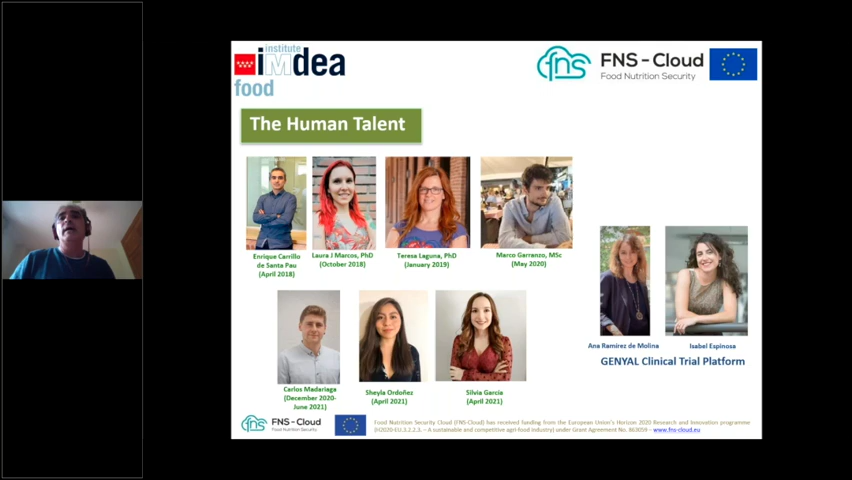 institute
iMdea
food
fns
FNS - Cloud
Food Nutrition Security
The Human Talent
Enrique Carrillo
de Santa Pau
(April 2018)
Laura J Marcos, PhD
(October 2018)
Teresa Laguna, PhD
(January 2019)
Marco Garranzo, MSc
(May 2020)
Ana Ramírez de Molina
Isabel Espinosa
GENYAL Clinical Trial Platform
Carlos Madariaga
(December 2020-
June 2021)
Sheyla Ordoñez
(April 2021)
Silvia García
(April 2021)
fns
FNS - Cloud
Food Nutrition Security
Food Nutrition Security Cloud (FNS-Cloud) has received funding from the European Union's Horizon 2020 Research and Innovation programme
(H2020-EU.3.2.2.3. – A sustainable and competitive agri-food industry) under Grant Agreement No. 863059 – www.fns-cloud.eu